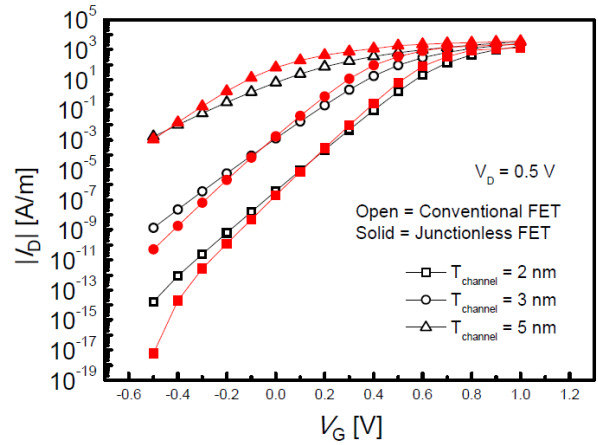 10^5
10^3
10^1
10^-1
10^-3
10^-5
10^-7
10^-9
10^-11
10^-13
10^-15
10^-17
10^-19
|I_D| [A/m]
V_D = 0.5 V
Open = Conventional FET
Solid = Junctionless FET
T_channel = 2 nm
T_channel = 3 nm
T_channel = 5 nm
-0.6 -0.4 -0.2 0.0 0.2 0.4 0.6 0.8 1.0 1.2
V_G [V]